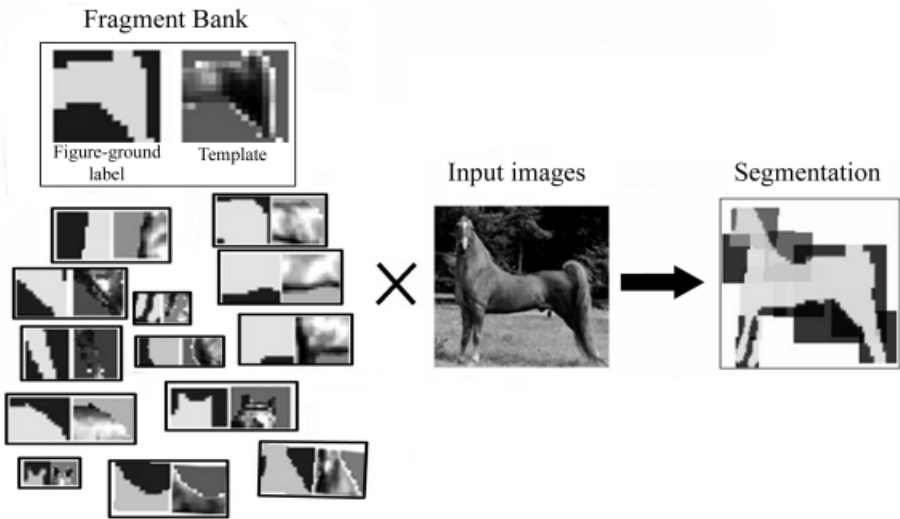 Fragment Bank
Figure-ground
label
Template
Input images
Segmentation